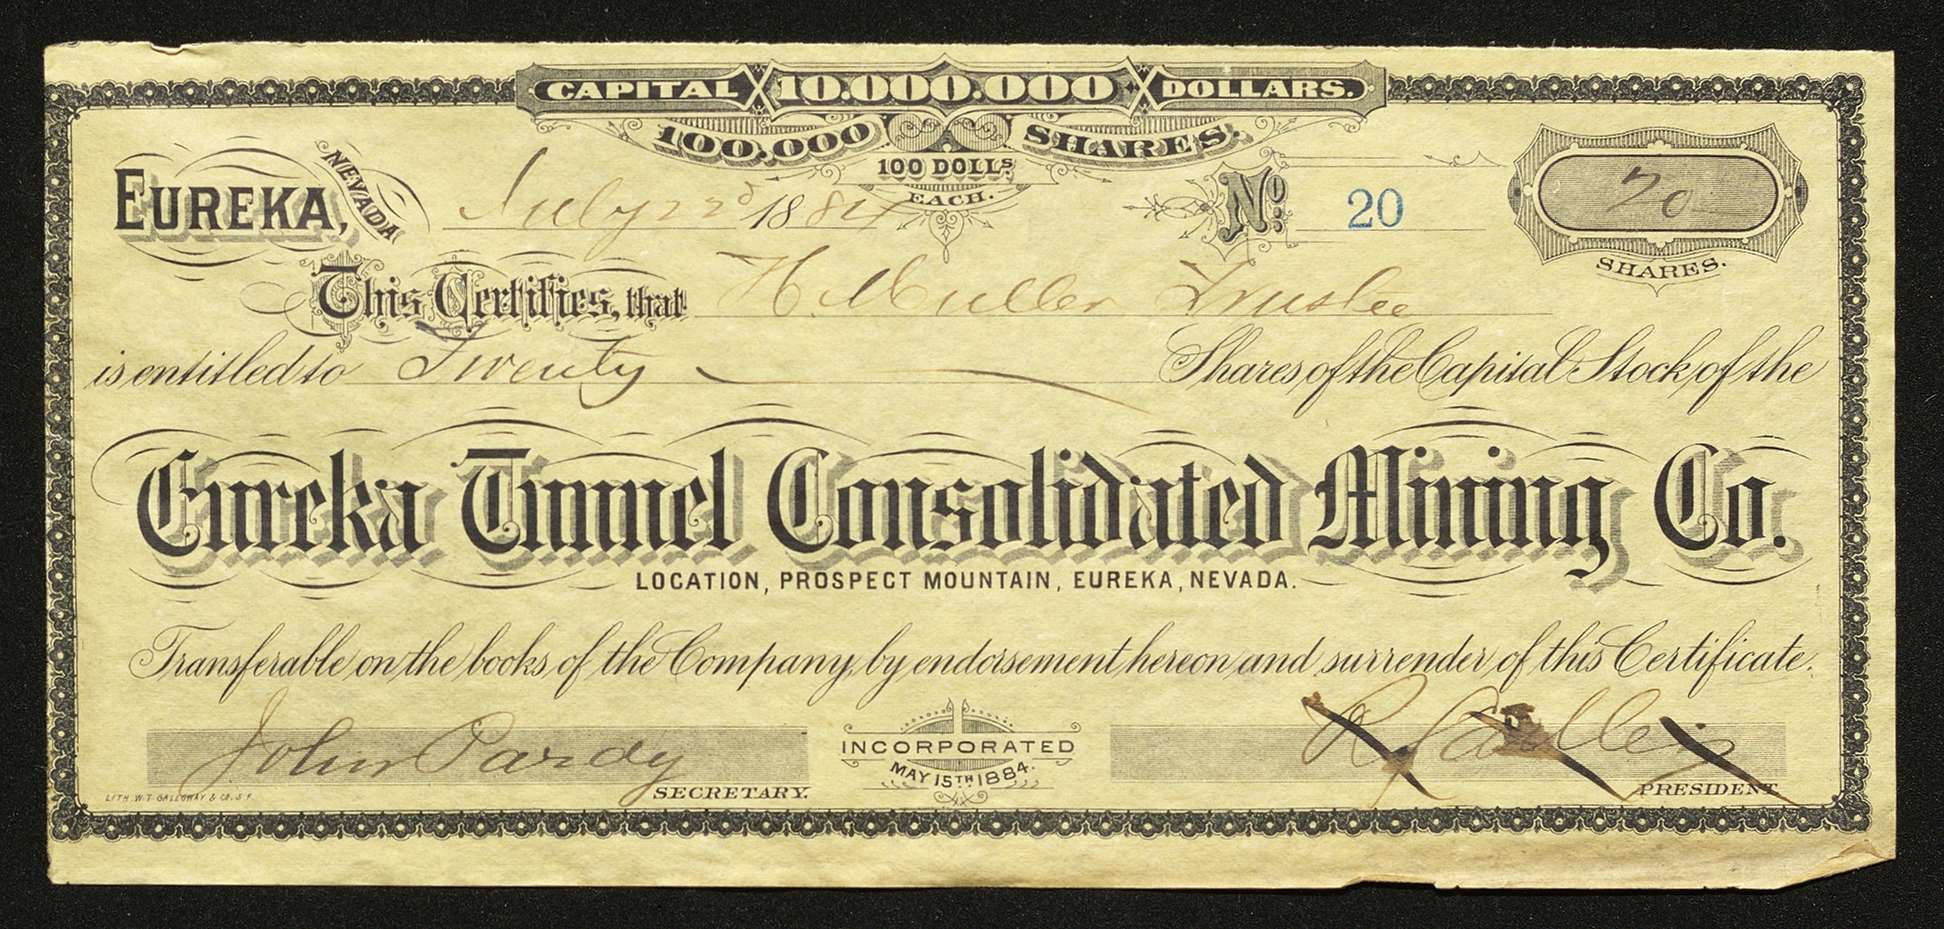 CAPITAL 10.000.000 DOLLARS.
100.000 SHARES.
100 DOLLS
EACH.
EUREKA, NEVADA July 22d 1884 No. 20
20
SHARES.
This Certifies, that H. Muller Trustee
is entitled to Twenty Shares of the Capital Stock of the
Eureka Tunnel Consolidated Mining Co.
LOCATION, PROSPECT MOUNTAIN, EUREKA, NEVADA.
Transferable on the books of the Company, by endorsement hereon and surrender of this Certificate.
John Pardy
SECRETARY.
INCORPORATED
MAY 15TH 1884.
PRESIDENT
LITH. W.T. GALLOWAY & CO. S.F.